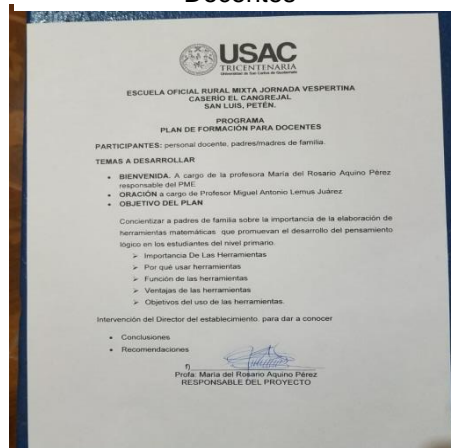 Docentes
USAC
TRICENTENARIA
Universidad de San Carlos de Guatemala
ESCUELA OFICIAL RURAL MIXTA JORNADA VESPERTINA
CASERÍO EL CANGREJAL
SAN LUIS, PETÉN.
PROGRAMA
PLAN DE FORMACIÓN PARA DOCENTES
PARTICIPANTES: personal docente, padres/madres de familia.
TEMAS A DESARROLLAR
• BIENVENIDA. A cargo de la profesora María del Rosario Aquino Pérez
responsable del PME
• ORACIÓN a cargo de Profesor Miguel Antonio Lemus Juárez
• OBJETIVO DEL PLAN
Concientizar a padres de familia sobre la importancia de la elaboración de
herramientas matemáticas que promuevan el desarrollo del pensamiento
lógico en los estudiantes del nivel primario.
➢ Importancia De Las Herramientas
➢ Por qué usar herramientas
➢ Función de las herramientas
➢ Ventajas de las herramientas
➢ Objetivos del uso de las herramientas.
Intervención del Director del establecimiento. para dar a conocer
• Conclusiones
• Recomendaciones
f)
Profa: María del Rosario Aquino Pérez
RESPONSABLE DEL PROYECTO